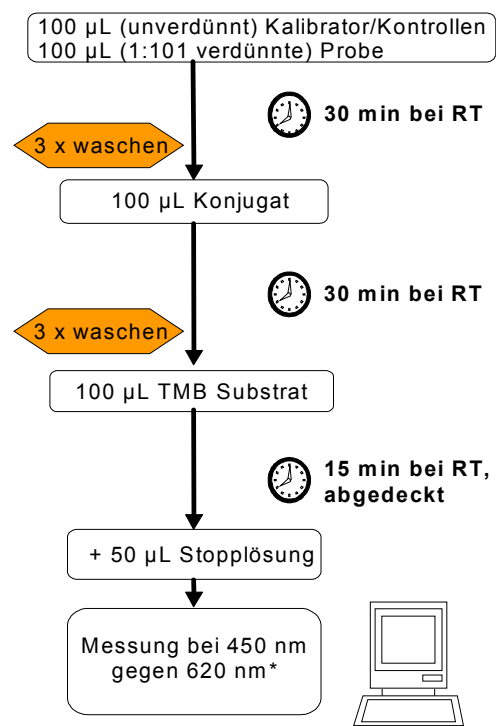 100 µL (unverdünnt) Kalibrator/Kontrollen
100 µL (1:101 verdünnte) Probe
30 min bei RT
3 x waschen
100 µL Konjugat
30 min bei RT
3 x waschen
100 µL TMB Substrat
15 min bei RT,
abgedeckt
+ 50 µL Stopplösung
Messung bei 450 nm
gegen 620 nm*